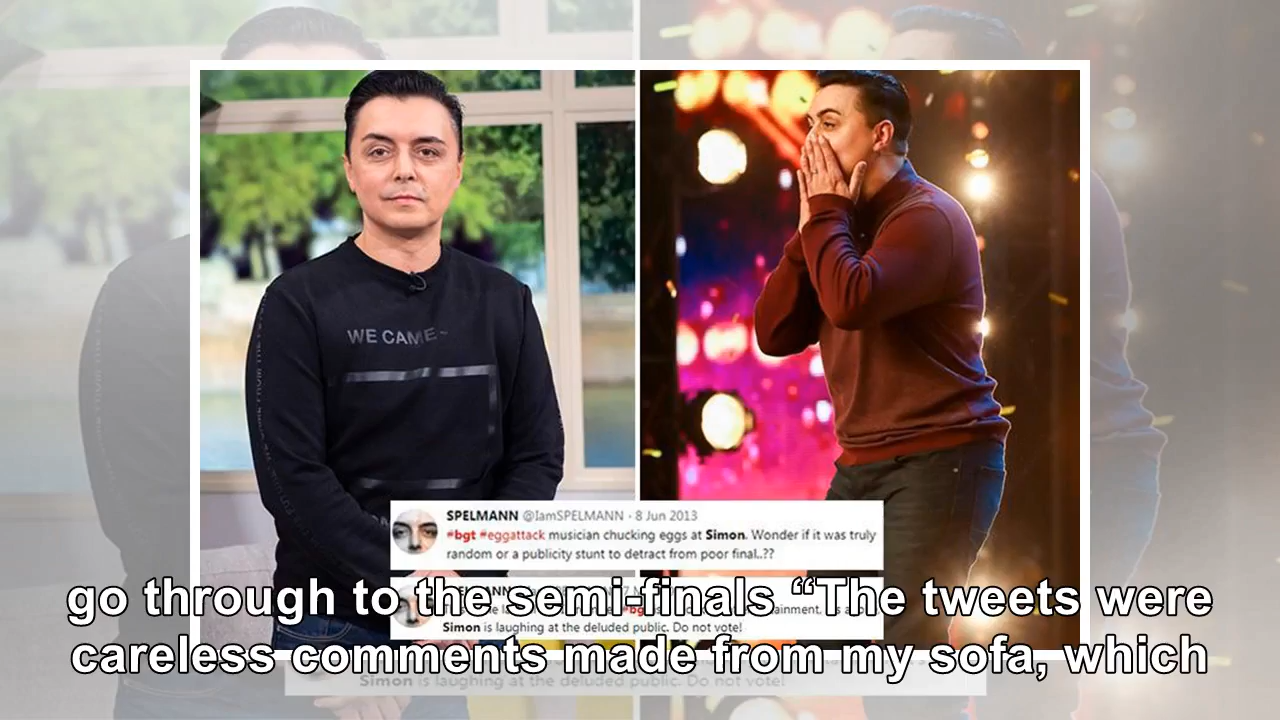 WE CAME
SPELMANN @IamSPELMANN · 8 Jun 2013
#bgt #eggattack musician chucking eggs at Simon. Wonder if it was truly
random or a publicity stunt to detract from poor final..??
Simon is laughing at the deluded public. Do not vote!
go through to the semi-finals “The tweets were
careless comments made from my sofa, which
Simon is laughing at the deluded public. Do not vote!